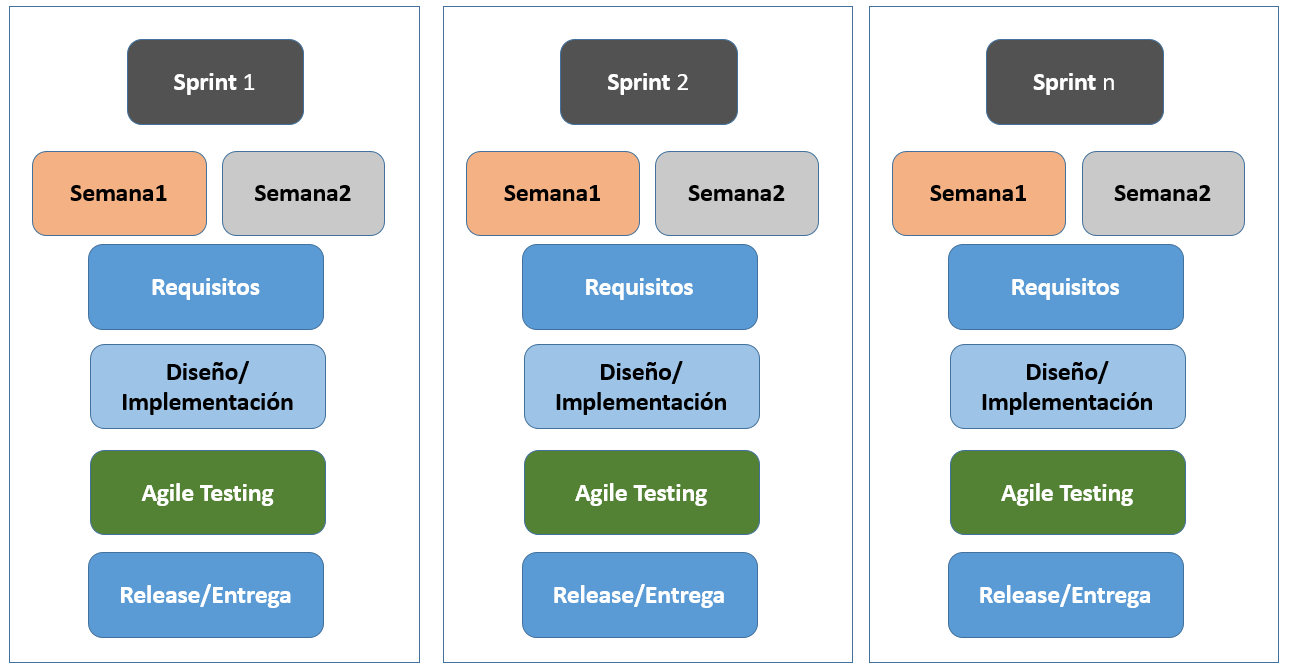 Sprint 1
Semana1
Semana2
Requisitos
Diseño/
Implementación
Agile Testing
Release/Entrega
Sprint 2
Semana1
Semana2
Requisitos
Diseño/
Implementación
Agile Testing
Release/Entrega
Sprint n
Semana1
Semana2
Requisitos
Diseño/
Implementación
Agile Testing
Release/Entrega